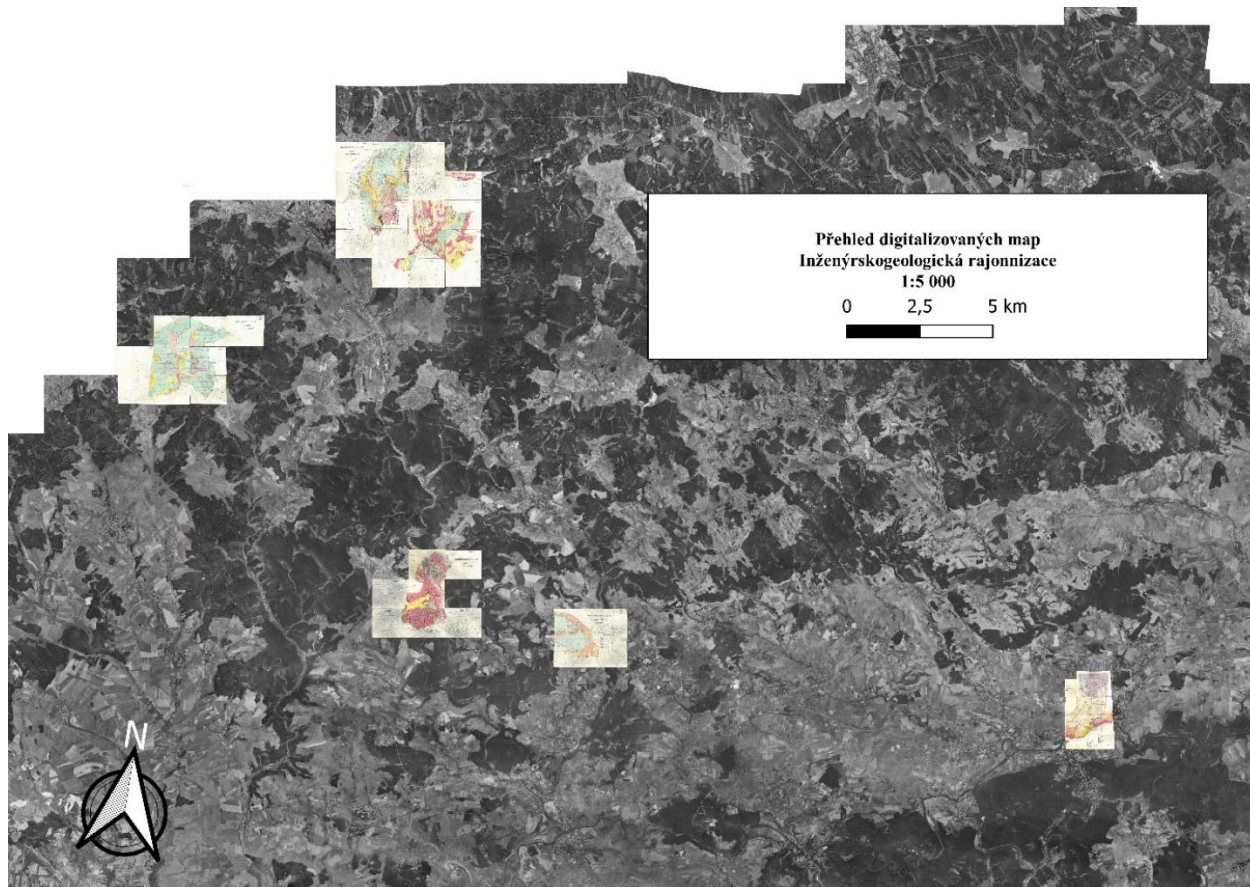 Přehled digitalizovaných map
Inženýrskogeologická rajonnizace
1:5 000
0 2,5 5 km
N